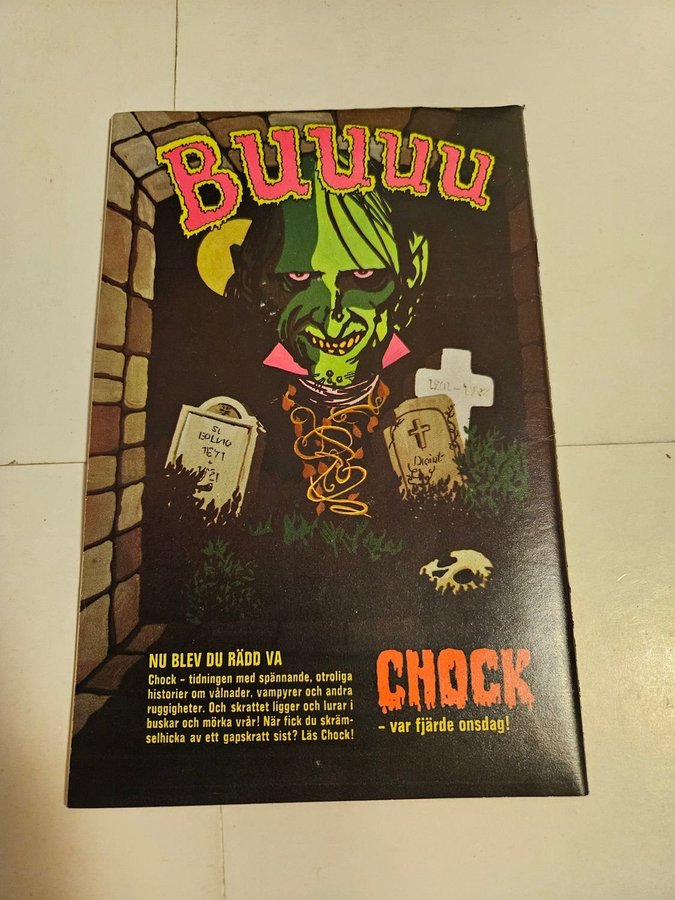 Buuuu
NU BLEV DU RÄDD VA
Chock - tidningen med spännande, otroliga
historier om vålnader, vampyrer och andra
ruggigheter. Och skrattet ligger och lurar i
buskar och mörka vrår! När fick du skräm-
selhicka av ett gapskratt sist? Läs Chock!
CHOCK
- var fjärde onsdag!